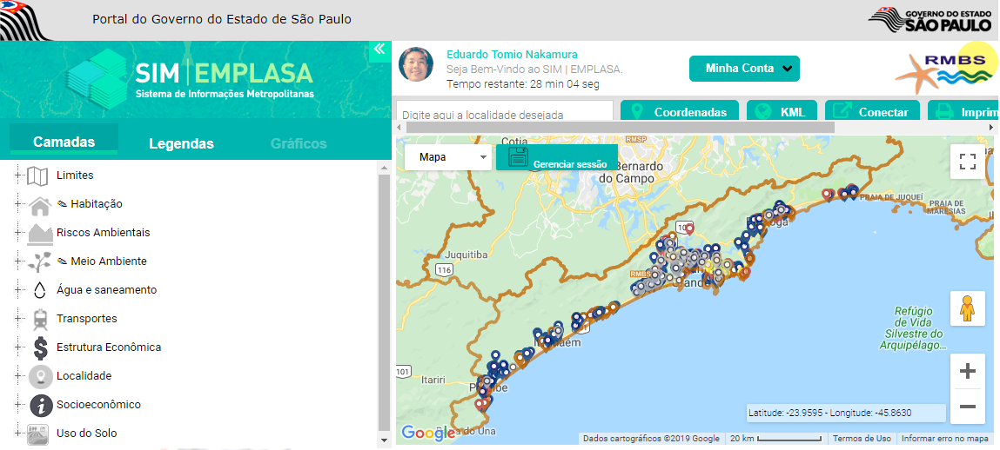 Portal do Governo do Estado de São Paulo
GOVERNO DO ESTADO
SÃO PAULO
SIM EMPLASA
Sistema de Informações Metropolitanas
Eduardo Tomio Nakamura
Seja Bem-Vindo ao SIM | EMPLASA.
Tempo restante: 28 min 04 seg
Minha Conta
RMBS
Digite aqui a localidade desejada
Coordenadas
KML
Conectar
Imprim
Camadas
Legendas
Gráficos
Limites
Habitação
Riscos Ambientais
Meio Ambiente
Água e saneamento
Transportes
Estrutura Econômica
Localidade
Socioeconômico
Uso do Solo
Mapa
Gerenciar sessão
Cotia
RMSP
Bernardo
do Campo
PRAIA DE JUQUEÍ
PRAIA DE
MARESIAS
Juquitiba
116
101
RMBS
Grande
Refúgio
de Vida
Silvestre do
Arquipélago...
101
Itariri
Latitude: -23.9595 - Longitude: -45.8630
Google
do Una
Dados cartográficos ©2019 Google
20 km
Termos de Uso
Informar erro no mapa